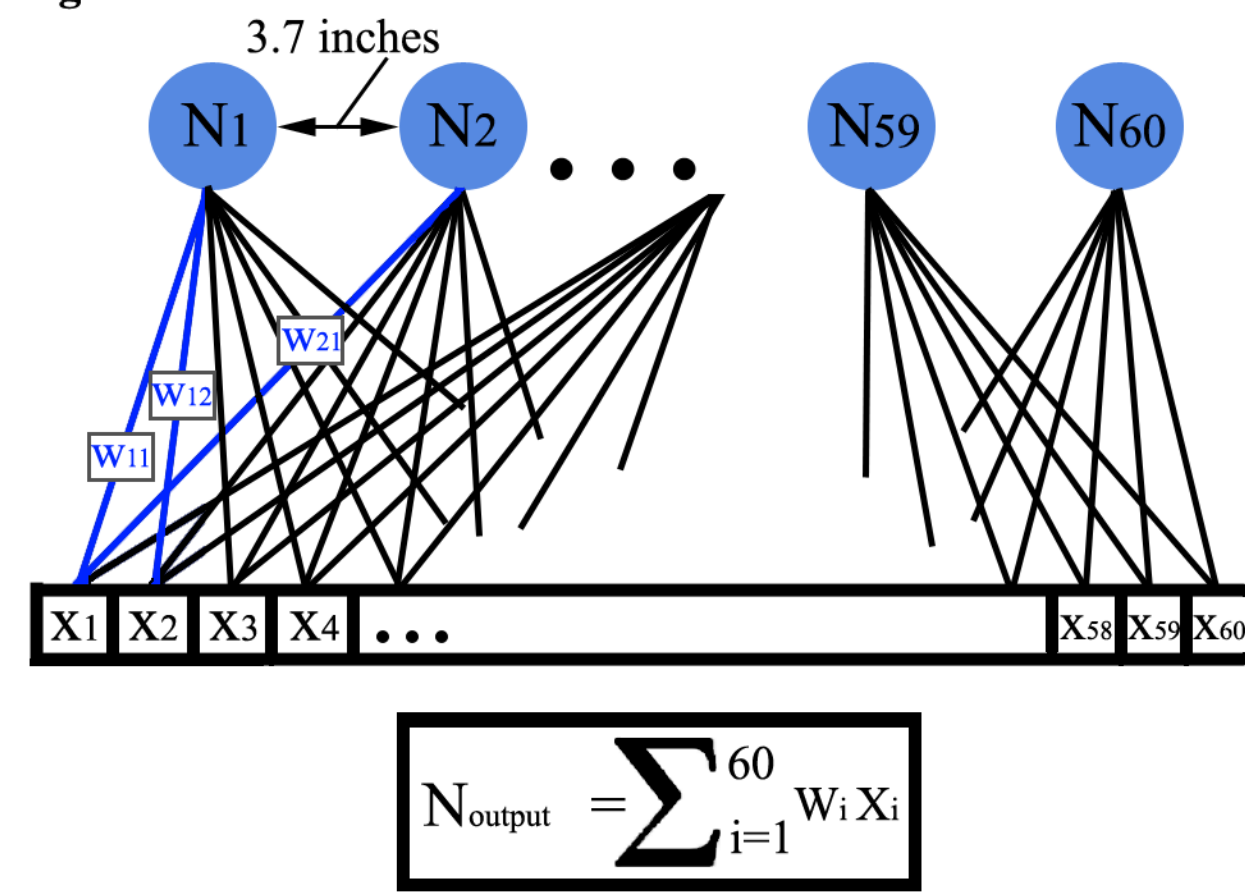 3.7 inches
N1 N2 • • • N59 N60
W21
W12
W11
X1 X2 X3 X4 ... X58 X59 X60
Noutput = ∑ 60 i=1 Wi Xi